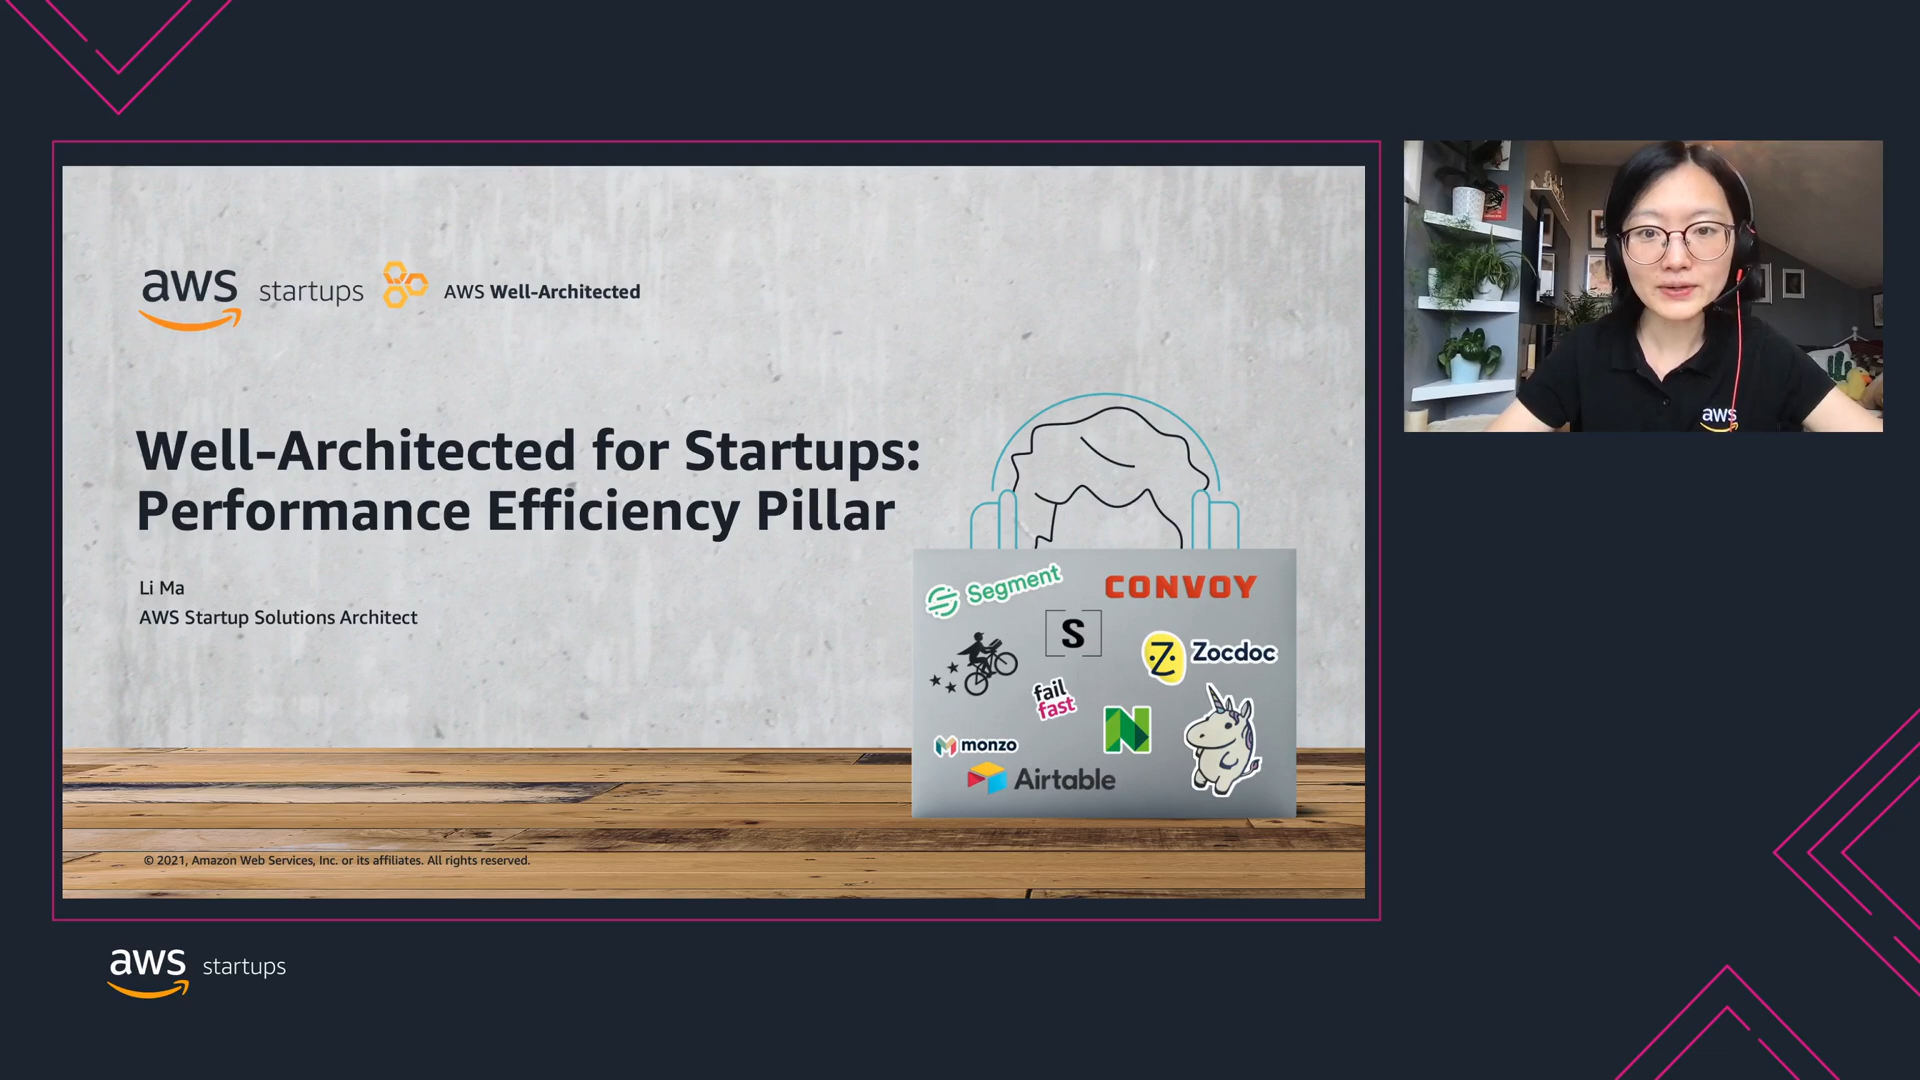 aws startups
AWS Well-Architected
Well-Architected for Startups:
Performance Efficiency Pillar
Li Ma
AWS Startup Solutions Architect
Segment
CONVOY
S
Zocdoc
fail
fast
N
monzo
Airtable
© 2021, Amazon Web Services, Inc. or its affiliates. All rights reserved.
aws
aws startups